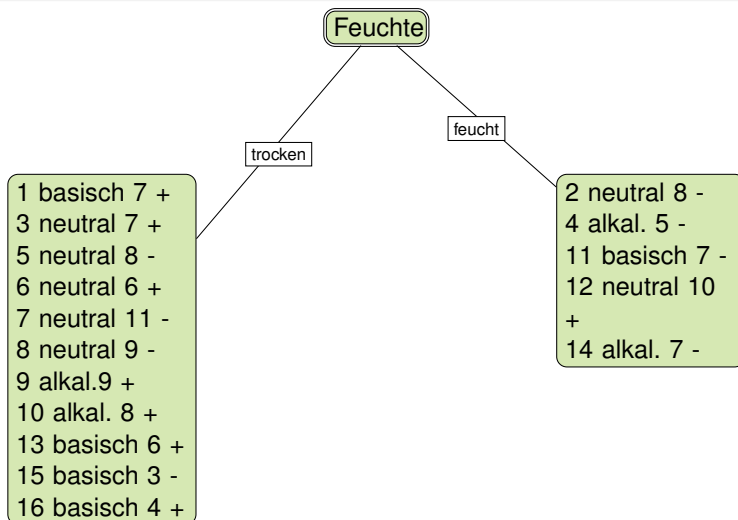 Feuchte
trocken
feucht
1 basisch 7 +
3 neutral 7 +
5 neutral 8 -
6 neutral 6 +
7 neutral 11 -
8 neutral 9 -
9 alkal.9 +
10 alkal. 8 +
13 basisch 6 +
15 basisch 3 -
16 basisch 4 +
2 neutral 8 -
4 alkal. 5 -
11 basisch 7 -
12 neutral 10
+
14 alkal. 7 -